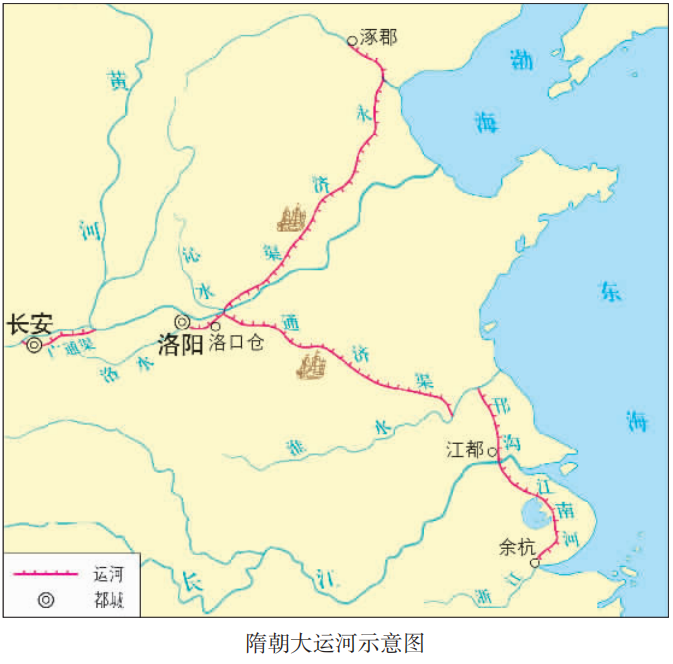 涿郡
渤海
黄河
永济渠
沁水
东海
长安
广通渠
洛阳
洛口仓
洛水
通济渠
淮水
邗沟
江都
江南河
余杭
长江
浙江
运河
都城
隋朝大运河示意图